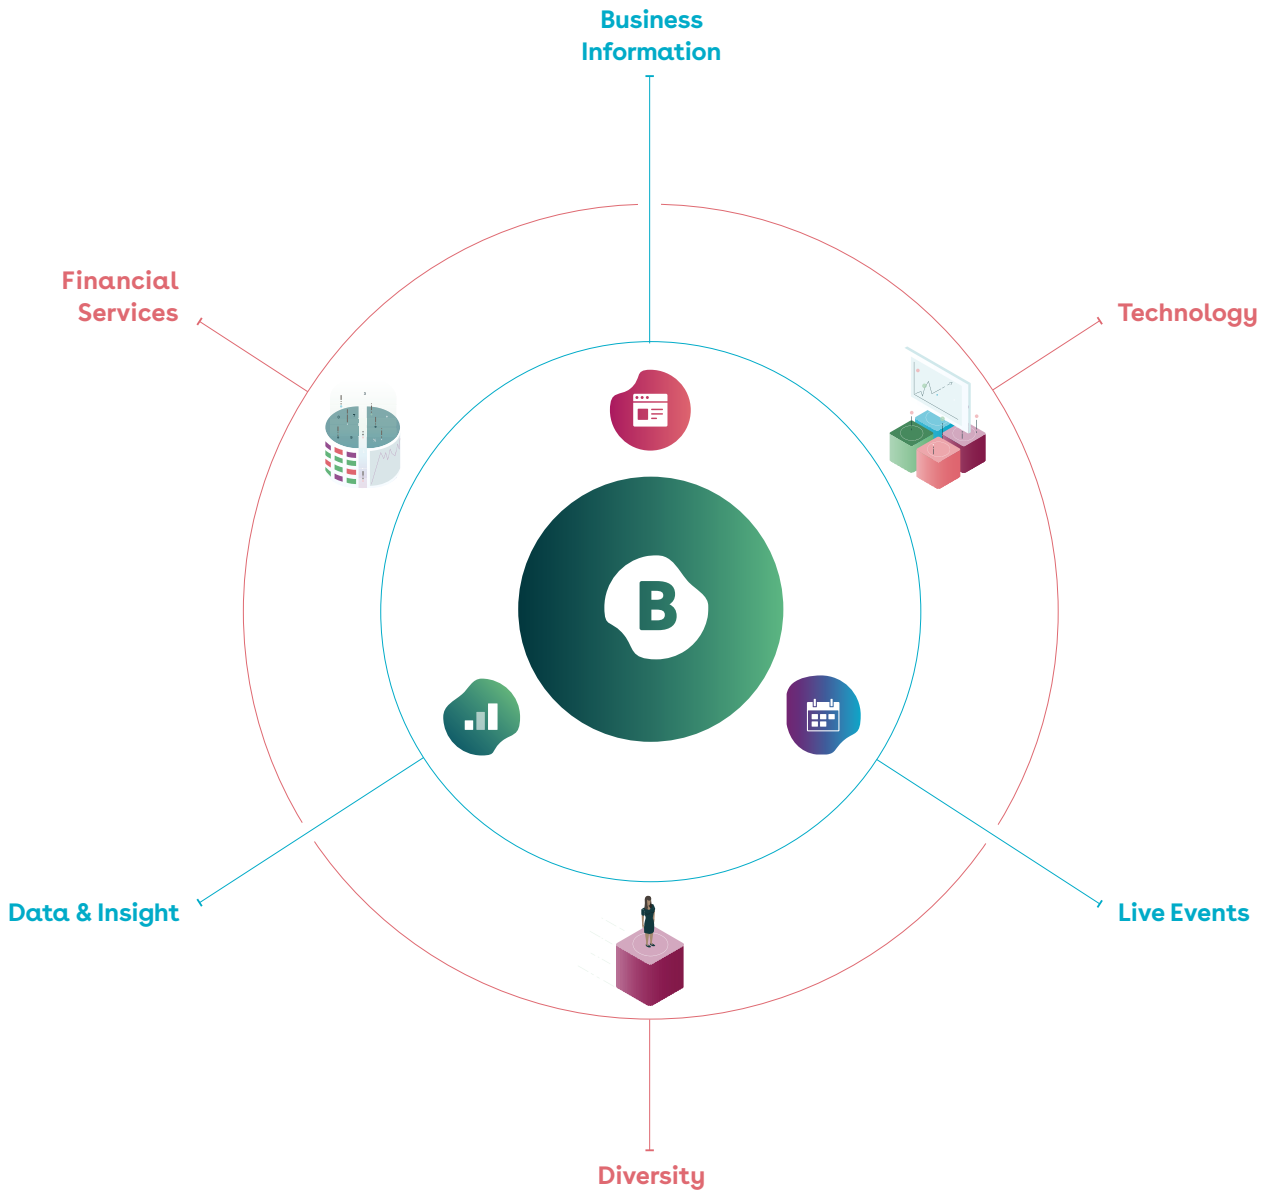 Business
Information
Financial
Services
Technology
B
Data & Insight
Live Events
Diversity